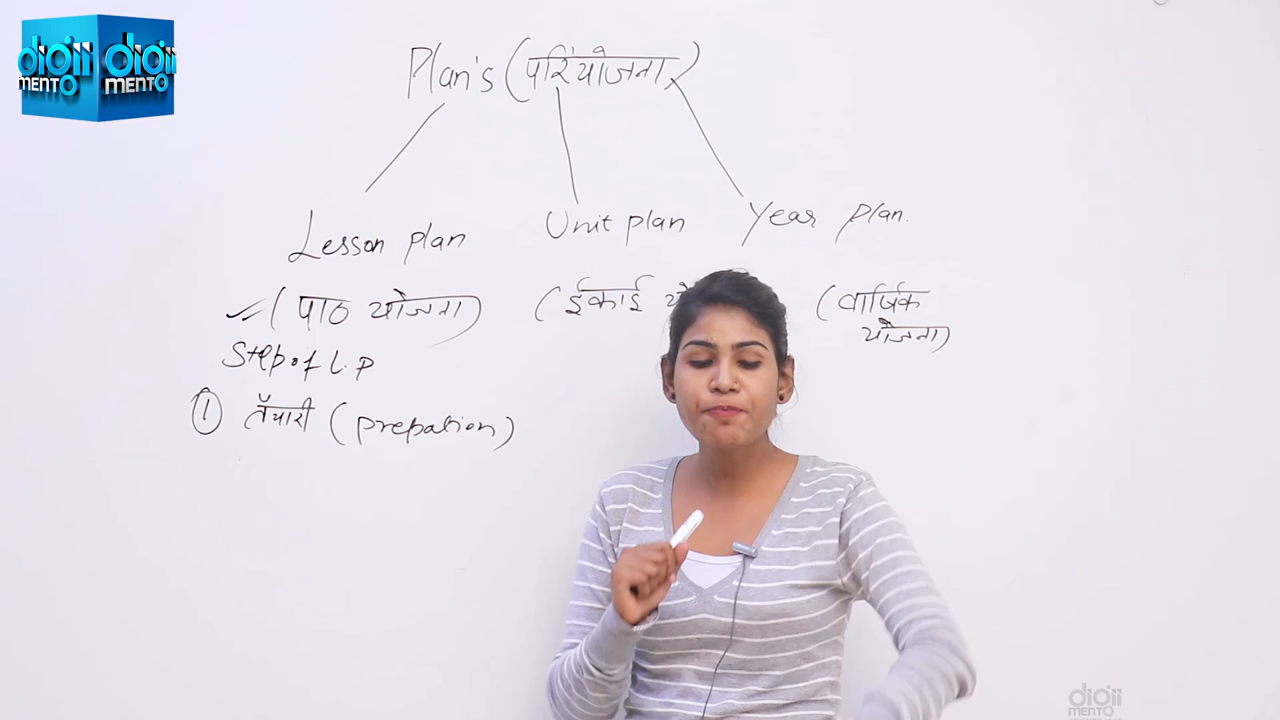 digii digii
MENTO MENTO
Plan's (परियोजना)
Lesson plan
Unit plan
Year plan.
(पाठ योजना)
(ईकाई
(वार्षिक
योजना)
Step of L.P
① तैयारी (prepation)
digii
MENTO